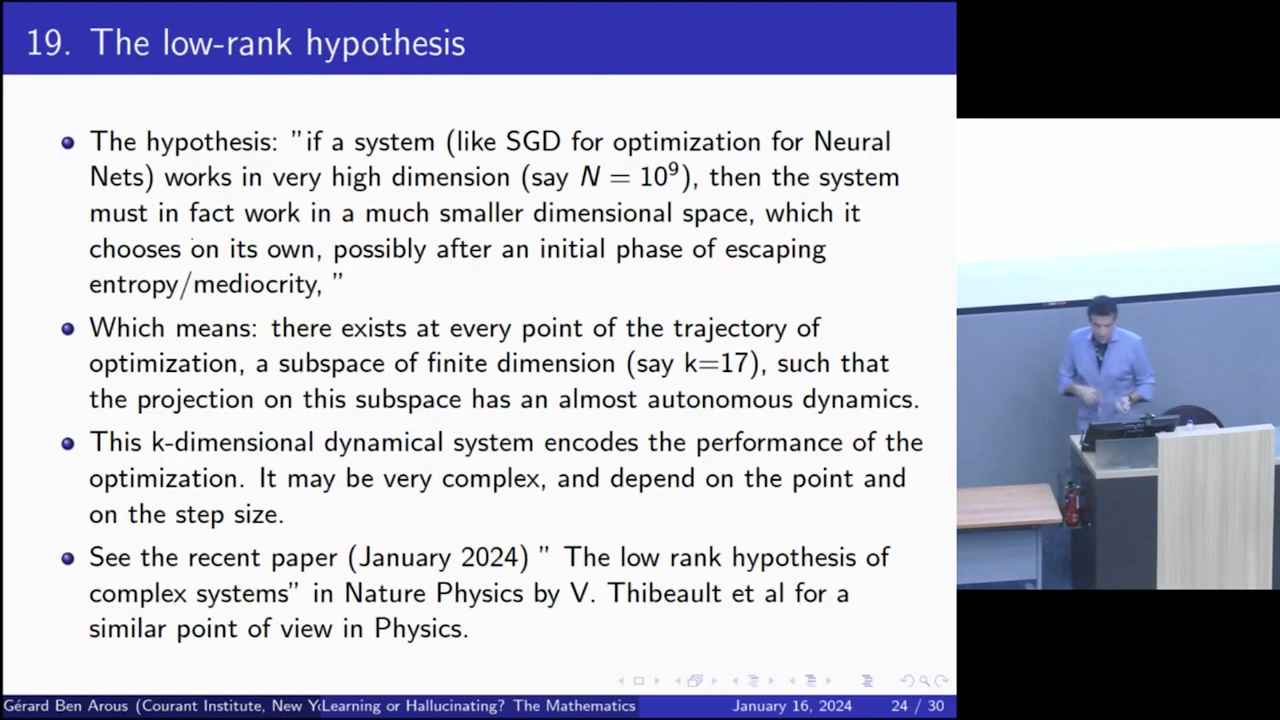 19. The low-rank hypothesis
The hypothesis: ”if a system (like SGD for optimization for Neural
Nets) works in very high dimension (say N = 10⁹), then the system
must in fact work in a much smaller dimensional space, which it
chooses on its own, possibly after an initial phase of escaping
entropy/mediocrity, ”
Which means: there exists at every point of the trajectory of
optimization, a subspace of finite dimension (say k=17), such that
the projection on this subspace has an almost autonomous dynamics.
This k-dimensional dynamical system encodes the performance of the
optimization. It may be very complex, and depend on the point and
on the step size.
See the recent paper (January 2024) ” The low rank hypothesis of
complex systems” in Nature Physics by V. Thibeault et al for a
similar point of view in Physics.
Gérard Ben Arous (Courant Institute, New Y Learning or Hallucinating? The Mathematics January 16, 2024 24 / 30